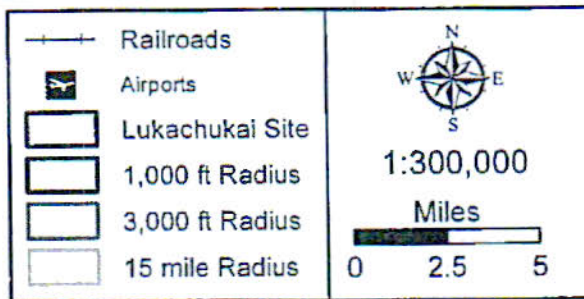 Railroads
Airports
Lukachukai Site
1,000 ft Radius
3,000 ft Radius
15 mile Radius
N
W E
S
1:300,000
Miles
0 2.5 5